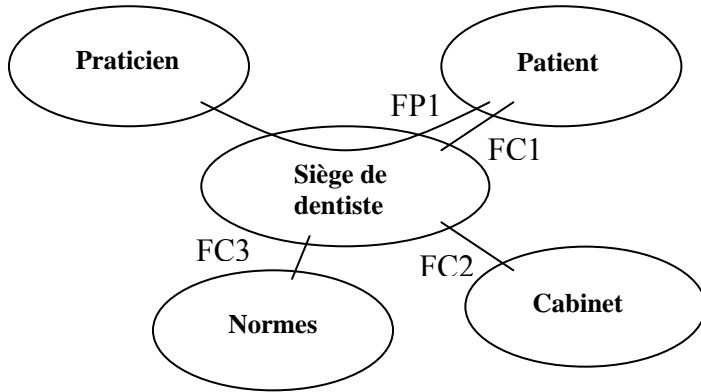 Praticien
Patient
FP1
FC1
Siège de
dentiste
FC3
FC2
Normes
Cabinet